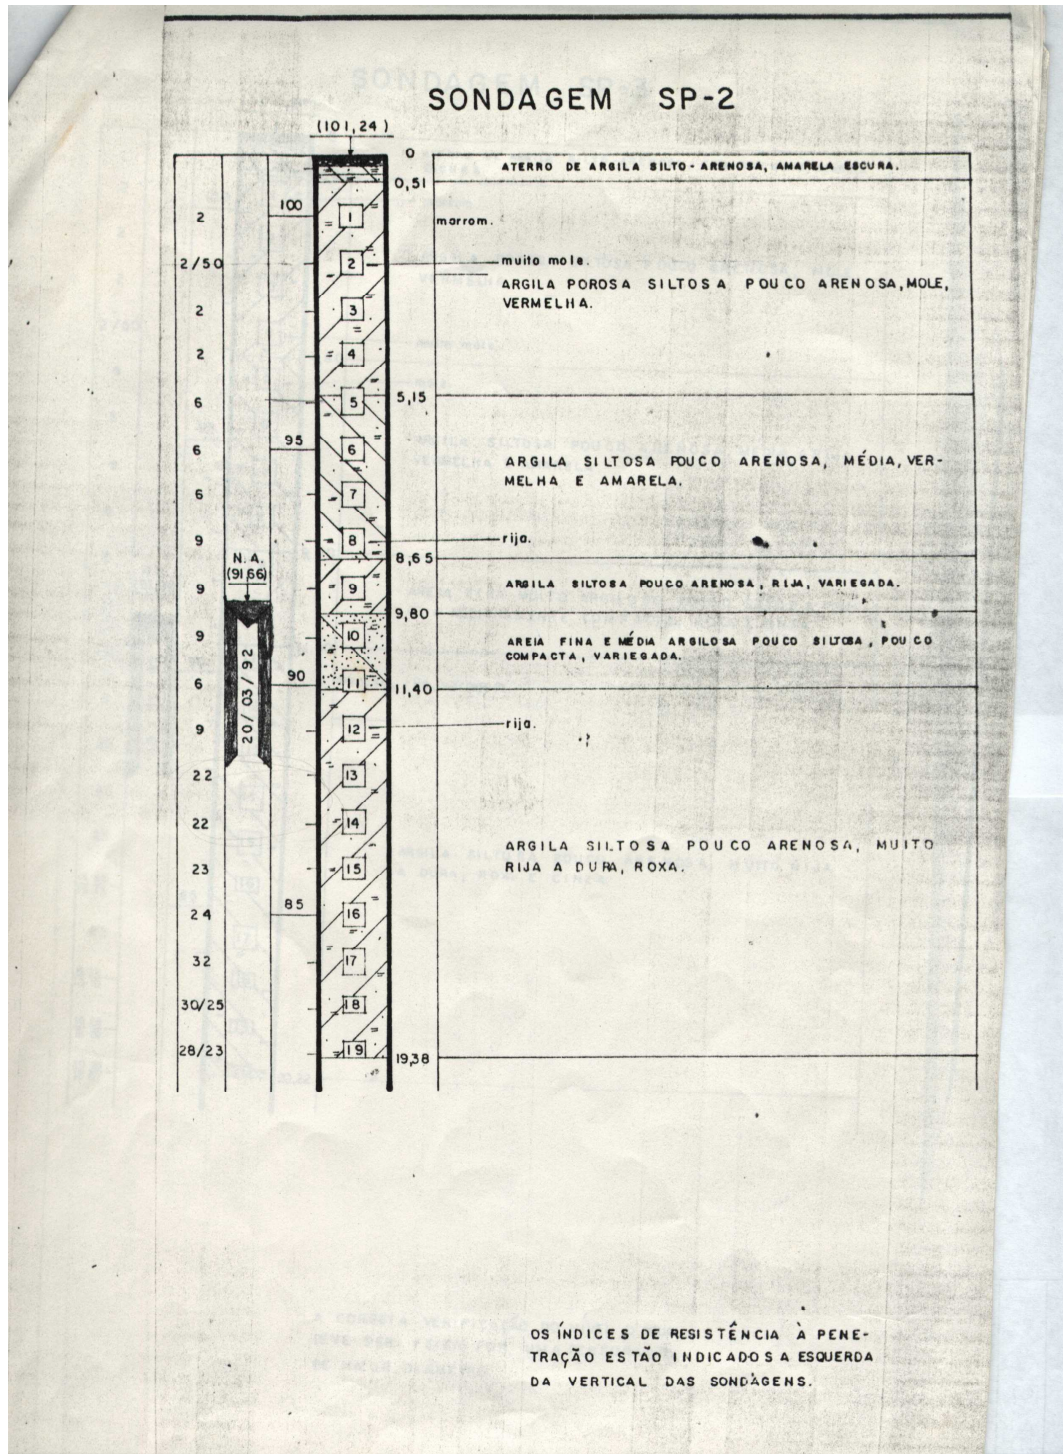 SONDAGEM SP-2
(101,24)
0
ATERRO DE ARGILA SILTO-ARENOSA, AMARELA ESCURA.
0,51
100
2
1
marrom.
2/50
2
muito mole.
ARGILA POROSA SILTOSA POUCO ARENOSA, MOLE,
VERMELHA.
2
3
2
4
5,15
6
5
95
6
6
ARGILA SILTOSA POUCO ARENOSA, MÉDIA, VER-
MELHA E AMARELA.
6
7
9
8
rija.
8,65
N.A.
(91,66)
9
9
ARGILA SILTOSA POUCO ARENOSA, RIJA, VARIEGADA.
9,80
9
10
AREIA FINA E MÉDIA ARGILOSA POUCO SILTOSA, POUCO
COMPACTA, VARIEGADA.
20/03/92
90
6
11
11,40
9
12
rija.
22
13
22
14
ARGILA SILTOSA POUCO ARENOSA, MUITO
RIJA A DURA, ROXA.
23
15
85
24
16
32
17
30/25
18
28/23
19
19,38
OS ÍNDICES DE RESISTÊNCIA À PENE-
TRAÇÃO ESTÃO INDICADOS A ESQUERDA
DA VERTICAL DAS SONDAGENS.